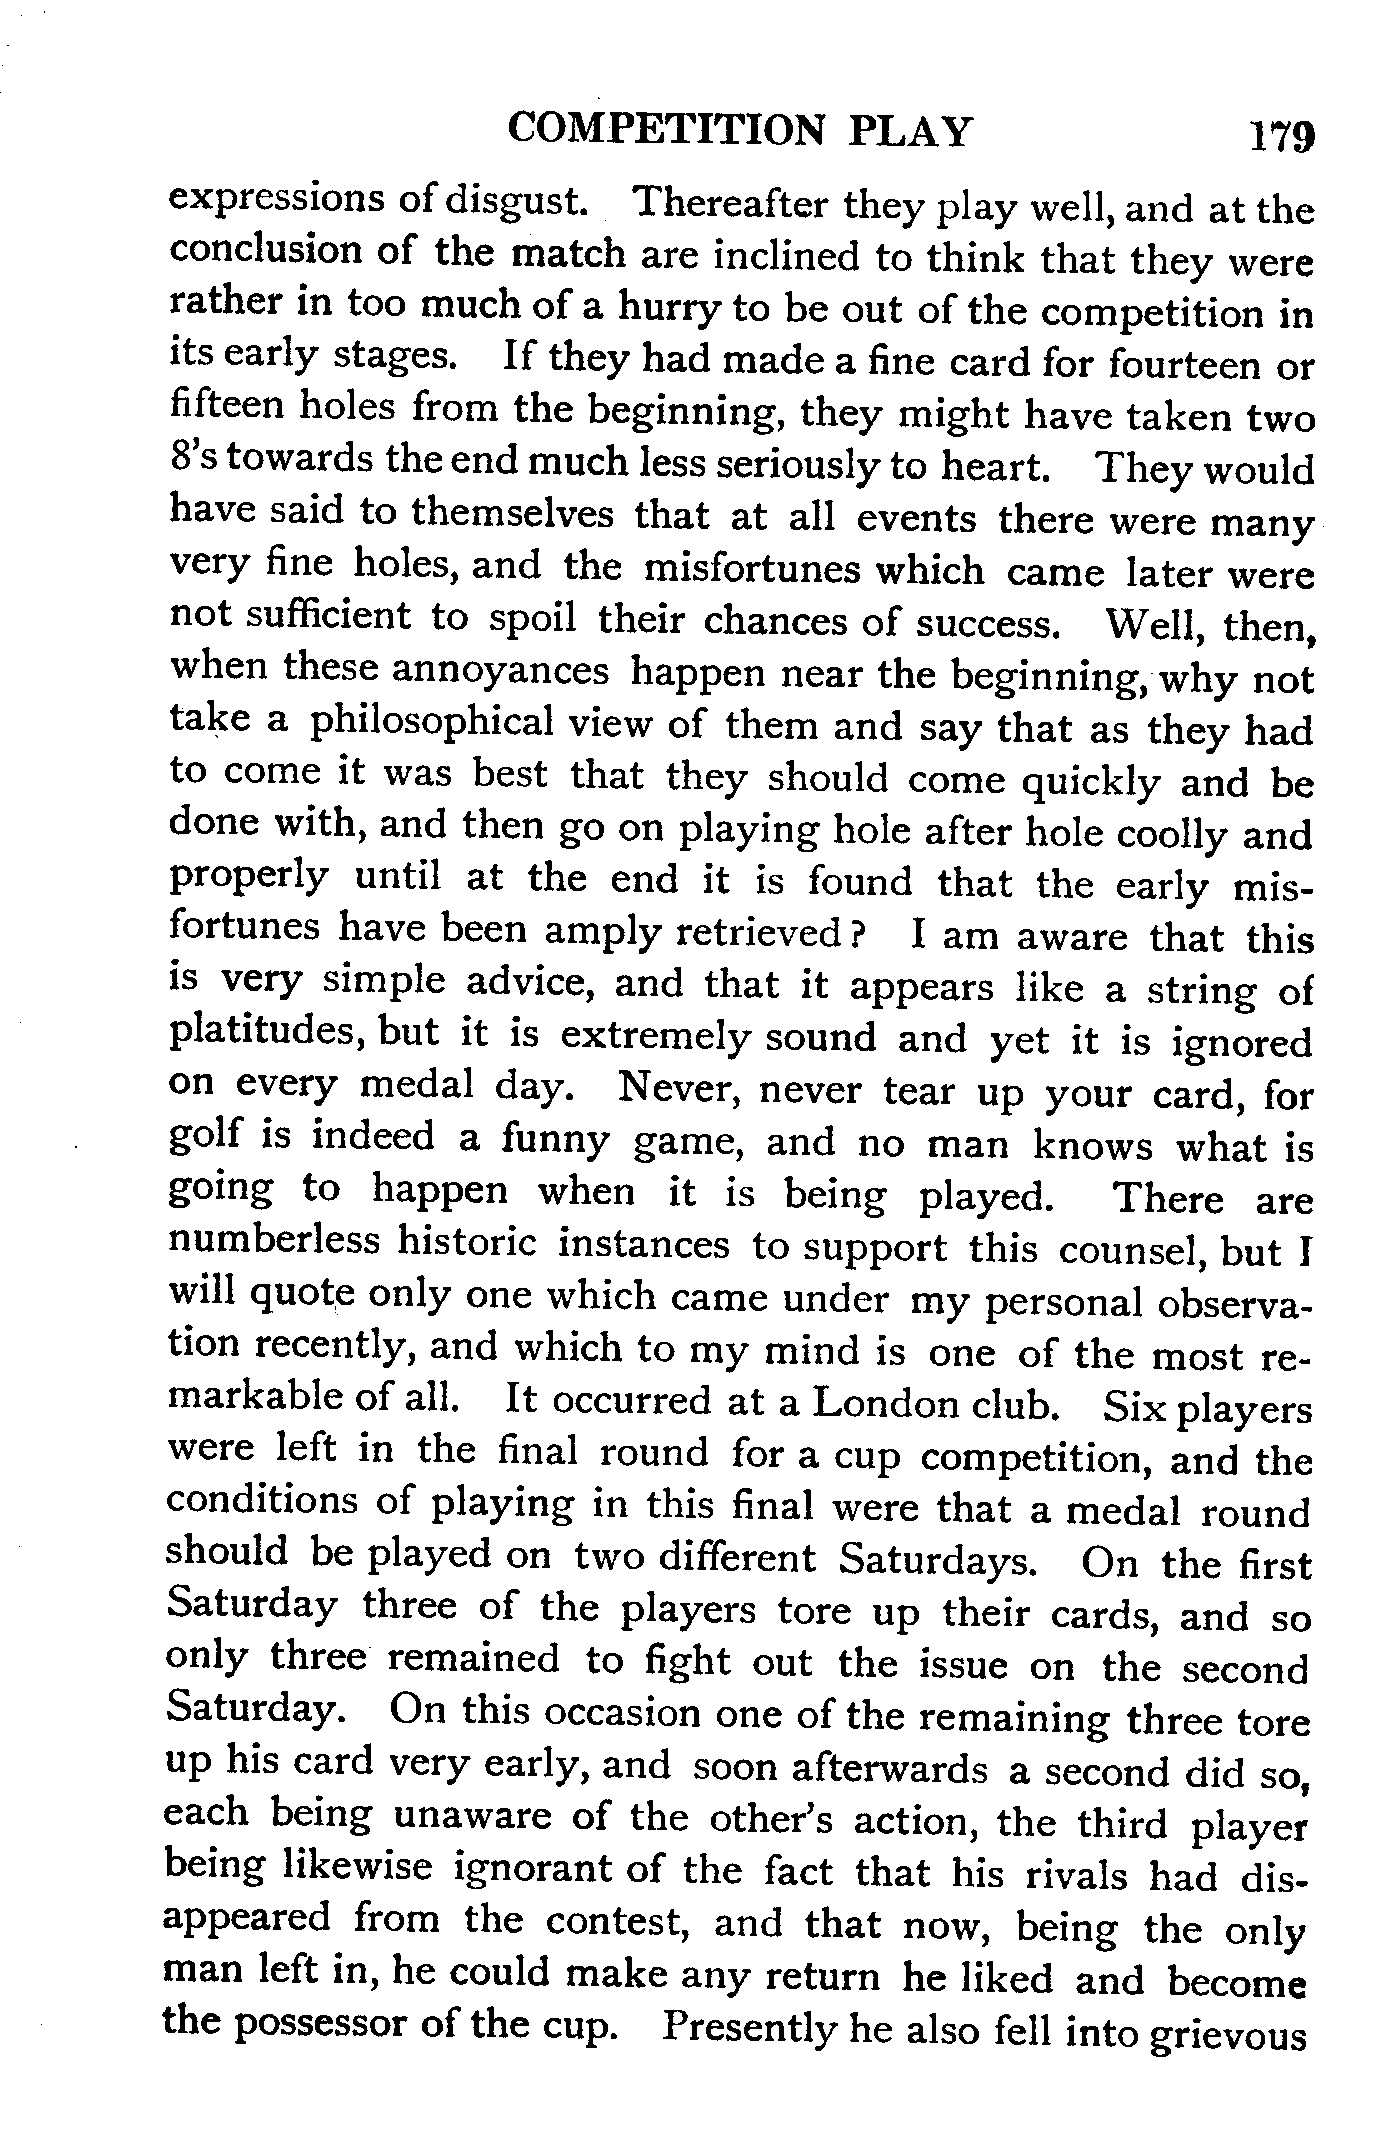 COMPETITION PLAY 179
expressions of disgust. Thereafter they play well, and at the
conclusion of the match are inclined to think that they were
rather in too much of a hurry to be out of the competition in
its early stages. If they had made a fine card for fourteen or
fifteen holes from the beginning, they might have taken two
8's towards the end much less seriously to heart. They would
have said to themselves that at all events there were many
very fine holes, and the misfortunes which came later were
not sufficient to spoil their chances of success. Well, then,
when these annoyances happen near the beginning, why not
take a philosophical view of them and say that as they had
to come it was best that they should come quickly and be
done with, and then go on playing hole after hole coolly and
properly until at the end it is found that the early mis-
fortunes have been amply retrieved? I am aware that this
is very simple advice, and that it appears like a string of
platitudes, but it is extremely sound and yet it is ignored
on every medal day. Never, never tear up your card, for
golf is indeed a funny game, and no man knows what is
going to happen when it is being played. There are
numberless historic instances to support this counsel, but I
will quote only one which came under my personal observa-
tion recently, and which to my mind is one of the most re-
markable of all. It occurred at a London club. Six players
were left in the final round for a cup competition, and the
conditions of playing in this final were that a medal round
should be played on two different Saturdays. On the first
Saturday three of the players tore up their cards, and so
only three remained to fight out the issue on the second
Saturday. On this occasion one of the remaining three tore
up his card very early, and soon afterwards a second did so,
each being unaware of the other's action, the third player
being likewise ignorant of the fact that his rivals had dis-
appeared from the contest, and that now, being the only
man left in, he could make any return he liked and become
the possessor of the cup. Presently he also fell into grievous